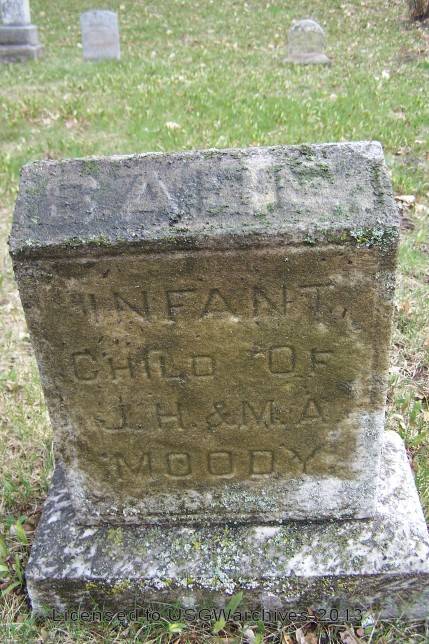 INFANT
CHILD OF
J.H. & M.A
MOODY
Licensed to USGWarchives 2013